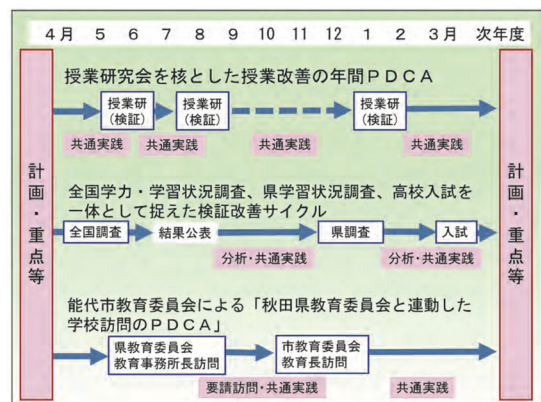 4月 5 6 7 8 9 10 11 12 1 2 3月 次年度
計画・重点等
授業研究会を核とした授業改善の年間PDCA
授業研 授業研 授業研
(検証) (検証) (検証)
共通実践 共通実践 共通実践 共通実践
全国学力・学習状況調査、県学習状況調査、高校入試を
一体として捉えた検証改善サイクル
全国調査 結果公表 県調査 入試
分析・共通実践 分析・共通実践
能代市教育委員会による「秋田県教育委員会と連動した
学校訪問のPDCA」
県教育委員会 市教育委員会
教育事務所長訪問 教育長訪問
要請訪問・共通実践 共通実践
計画・重点等